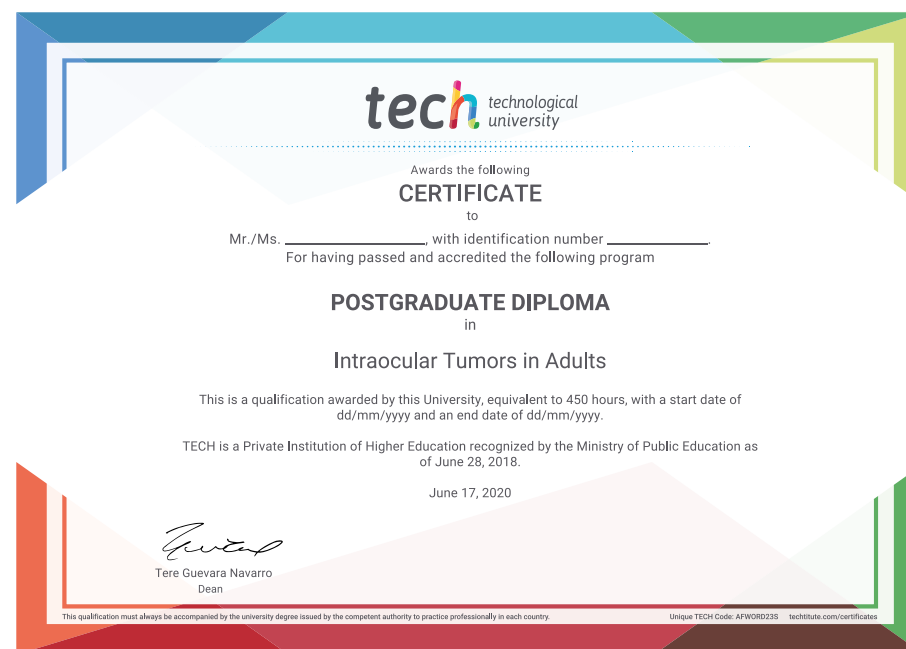 tech technological
university
Awards the following
CERTIFICATE
to
Mr./Ms. ________________, with identification number ____________.
For having passed and accredited the following program
POSTGRADUATE DIPLOMA
in
Intraocular Tumors in Adults
This is a qualification awarded by this University, equivalent to 450 hours, with a start date of
dd/mm/yyyy and an end date of dd/mm/yyyy.
TECH is a Private Institution of Higher Education recognized by the Ministry of Public Education as
of June 28, 2018.
June 17, 2020
Tere Guevara Navarro
Dean
This qualification must always be accompanied by the university degree issued by the competent authority to practice professionally in each country.
Unique TECH Code: AFWORD23S techtitute.com/certificates